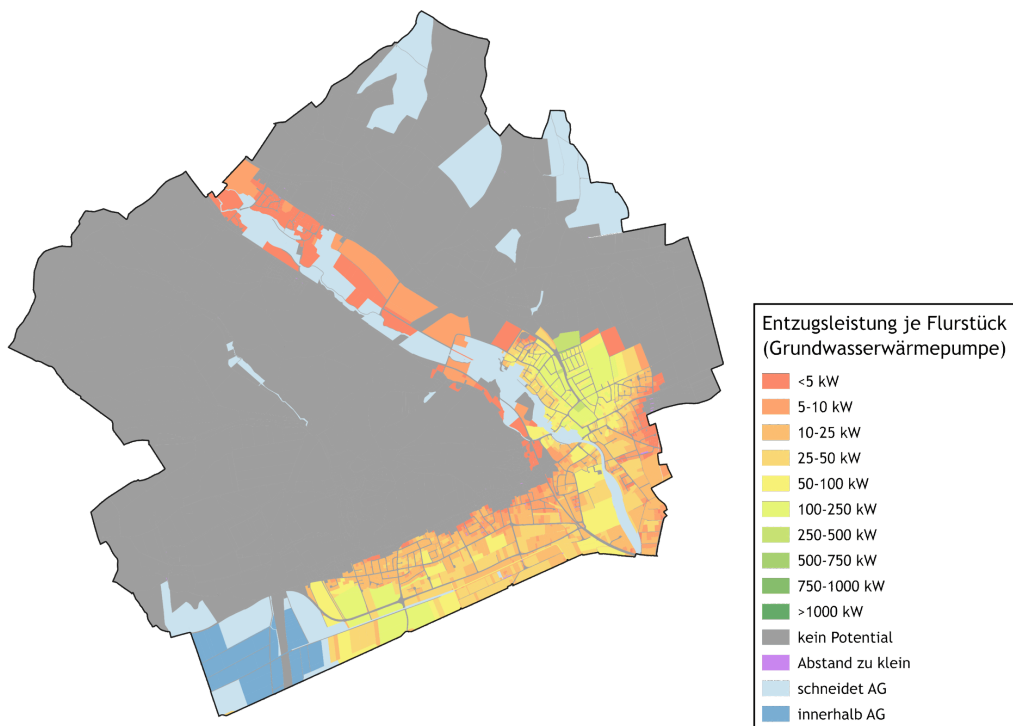 Entzugsleistung je Flurstück
(Grundwasserwärmepumpe)
<5 kW
5-10 kW
10-25 kW
25-50 kW
50-100 kW
100-250 kW
250-500 kW
500-750 kW
750-1000 kW
>1000 kW
kein Potential
Abstand zu klein
schneidet AG
innerhalb AG